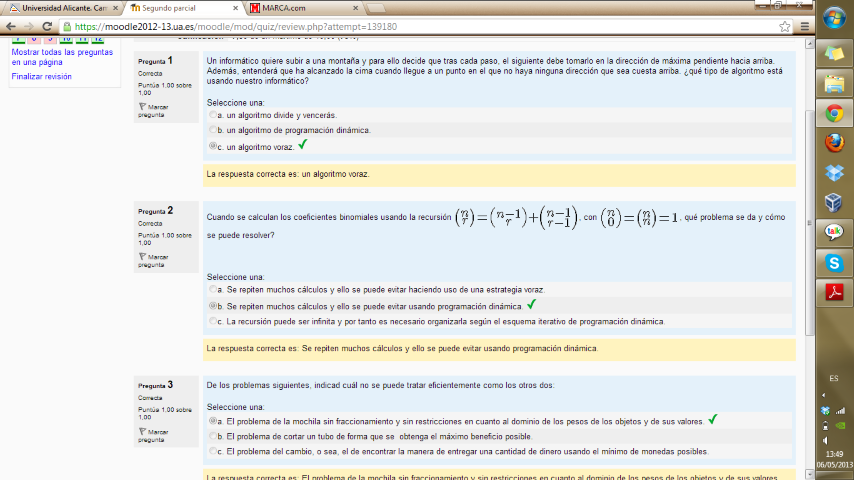 Universidad Alicante. Cam
Segundo parcial
MARCA.com
https://moodle2012-13.ua.es/moodle/mod/quiz/review.php?attempt=139180
Mostrar todas las preguntas
en una página
Finalizar revisión
Pregunta 1
Correcta
Puntúa 1,00 sobre
1,00
Marcar
pregunta
Un informático quiere subir a una montaña y para ello decide que tras cada paso, el siguiente debe tomarlo en la dirección de máxima pendiente hacia arriba.
Además, entenderá que ha alcanzado la cima cuando llegue a un punto en el que no haya ninguna dirección que sea cuesta arriba. ¿qué tipo de algoritmo está
usando nuestro informático?
Seleccione una:
a. un algoritmo divide y vencerás.
b. un algoritmo de programación dinámica.
c. un algoritmo voraz.
La respuesta correcta es: un algoritmo voraz.
Pregunta 2
Correcta
Puntúa 1,00 sobre
1,00
Marcar
pregunta
Cuando se calculan los coeficientes binomiales usando la recursión (n r) = (n−1 r) + (n−1 r−1), con (n 0) = (n n) = 1, qué problema se da y cómo
se puede resolver?
Seleccione una:
a. Se repiten muchos cálculos y ello se puede evitar haciendo uso de una estrategia voraz.
b. Se repiten muchos cálculos y ello se puede evitar usando programación dinámica.
c. La recursión puede ser infinita y por tanto es necesario organizarla según el esquema iterativo de programación dinámica.
La respuesta correcta es: Se repiten muchos cálculos y ello se puede evitar usando programación dinámica.
Pregunta 3
Correcta
Puntúa 1,00 sobre
1,00
Marcar
pregunta
De los problemas siguientes, indicad cuál no se puede tratar eficientemente como los otros dos:
Seleccione una:
a. El problema de la mochila sin fraccionamiento y sin restricciones en cuanto al dominio de los pesos de los objetos y de sus valores.
b. El problema de cortar un tubo de forma que se obtenga el máximo beneficio posible.
c. El problema del cambio, o sea, el de encontrar la manera de entregar una cantidad de dinero usando el mínimo de monedas posibles.
La respuesta correcta es: El problema de la mochila sin fraccionamiento y sin restricciones en cuanto al dominio de los pesos de los objetos y de sus valores.
talk
ES
13:49
06/05/2013